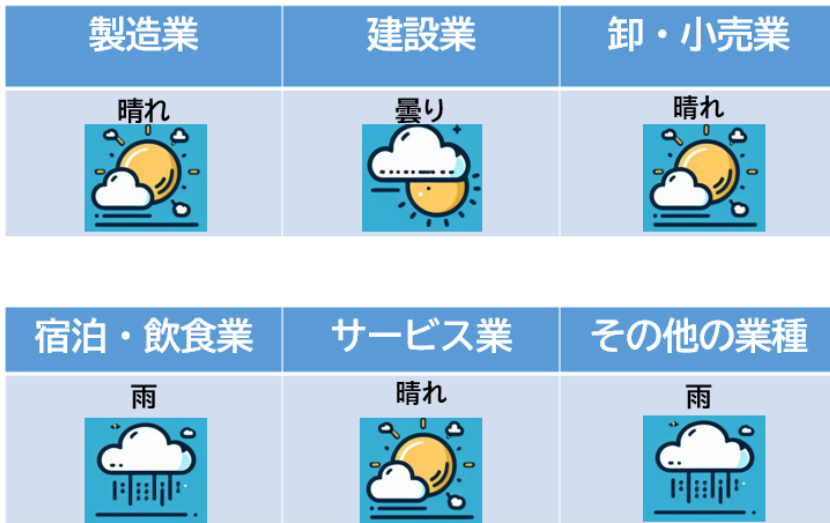 製造業 建設業 卸・小売業
晴れ 曇り 晴れ
宿泊・飲食業 サービス業 その他の業種
雨 晴れ 雨